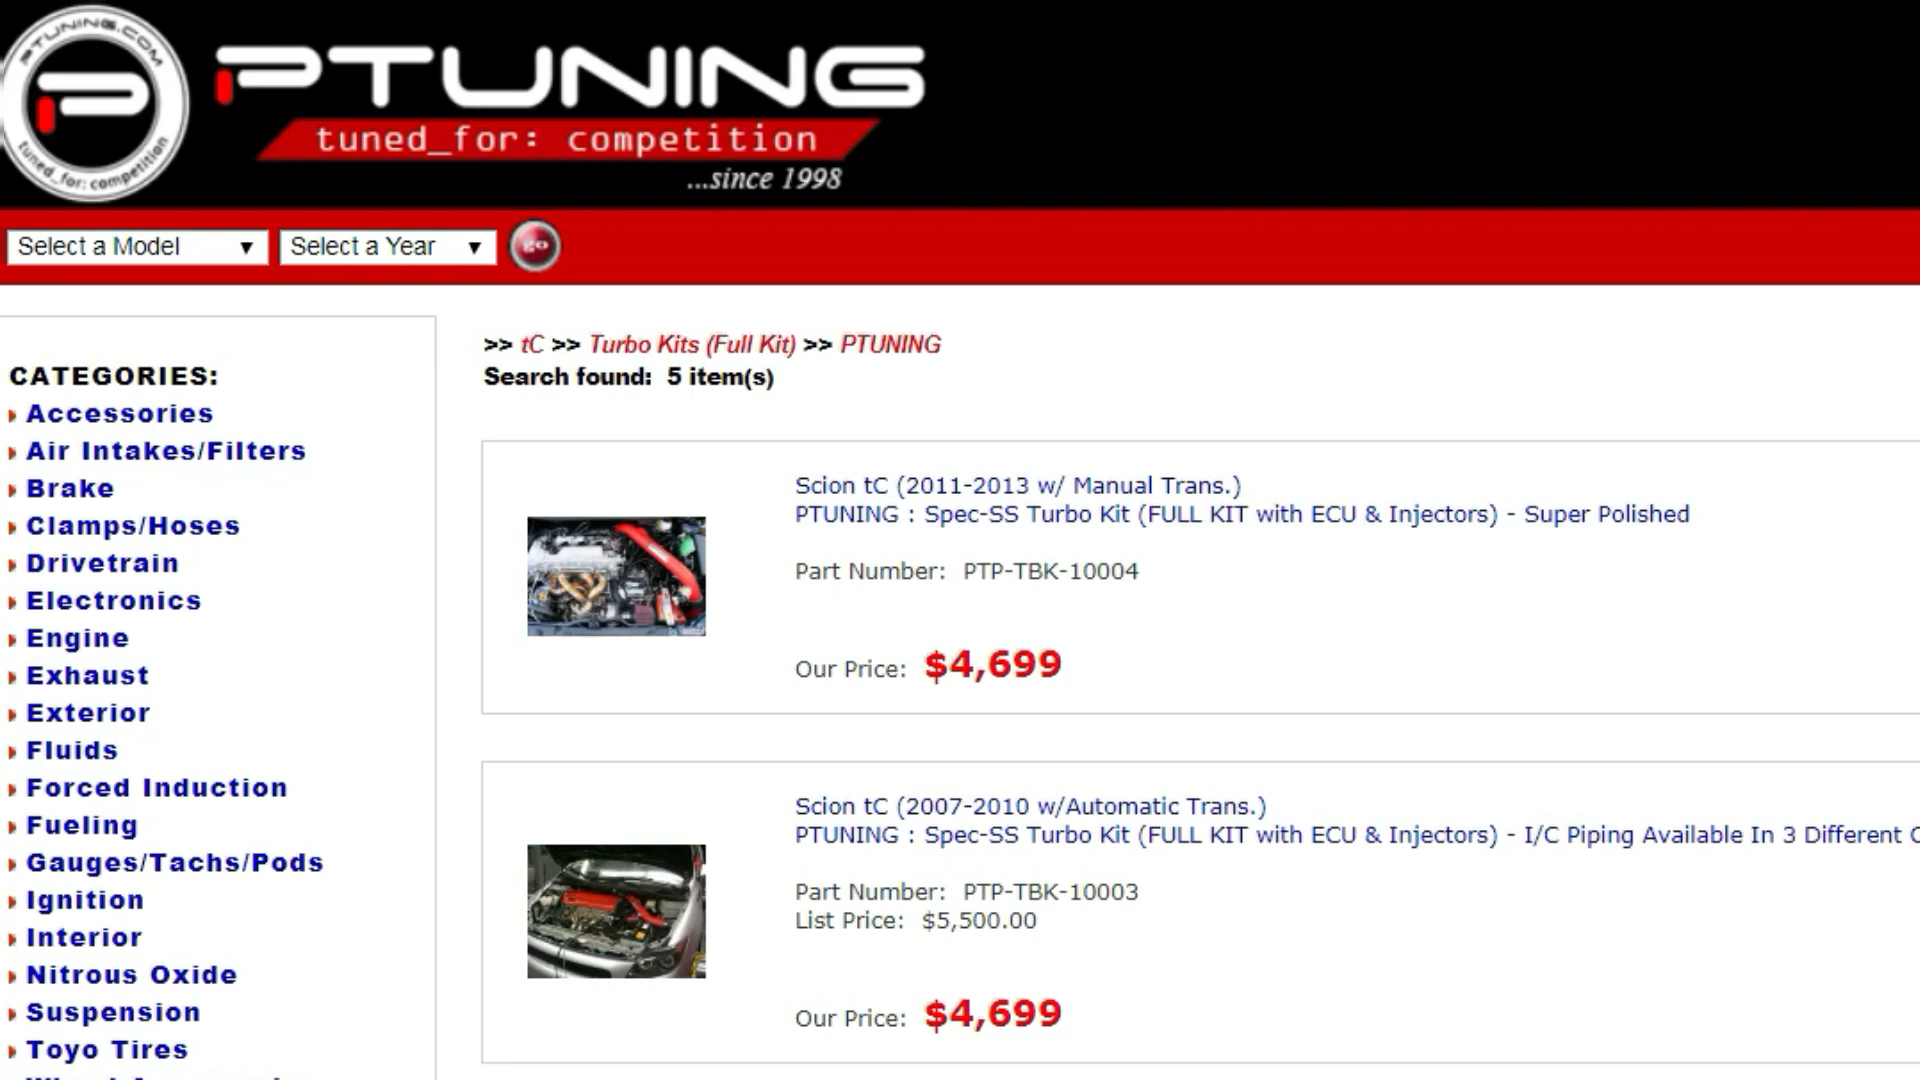 PTUNING.COM
tuned_for: competition
PTUNING
tuned_for: competition
...since 1998
Select a Model
Select a Year
go
>> tC >> Turbo Kits (Full Kit) >> PTUNING
Search found: 5 item(s)
CATEGORIES:
Accessories
Air Intakes/Filters
Brake
Clamps/Hoses
Drivetrain
Electronics
Engine
Exhaust
Exterior
Fluids
Forced Induction
Fueling
Gauges/Tachs/Pods
Ignition
Interior
Nitrous Oxide
Suspension
Toyo Tires
Scion tC (2011-2013 w/ Manual Trans.)
PTUNING : Spec-SS Turbo Kit (FULL KIT with ECU & Injectors) - Super Polished
Part Number: PTP-TBK-10004
Our Price: $4,699
Scion tC (2007-2010 w/Automatic Trans.)
PTUNING : Spec-SS Turbo Kit (FULL KIT with ECU & Injectors) - I/C Piping Available In 3 Different
Part Number: PTP-TBK-10003
List Price: $5,500.00
Our Price: $4,699